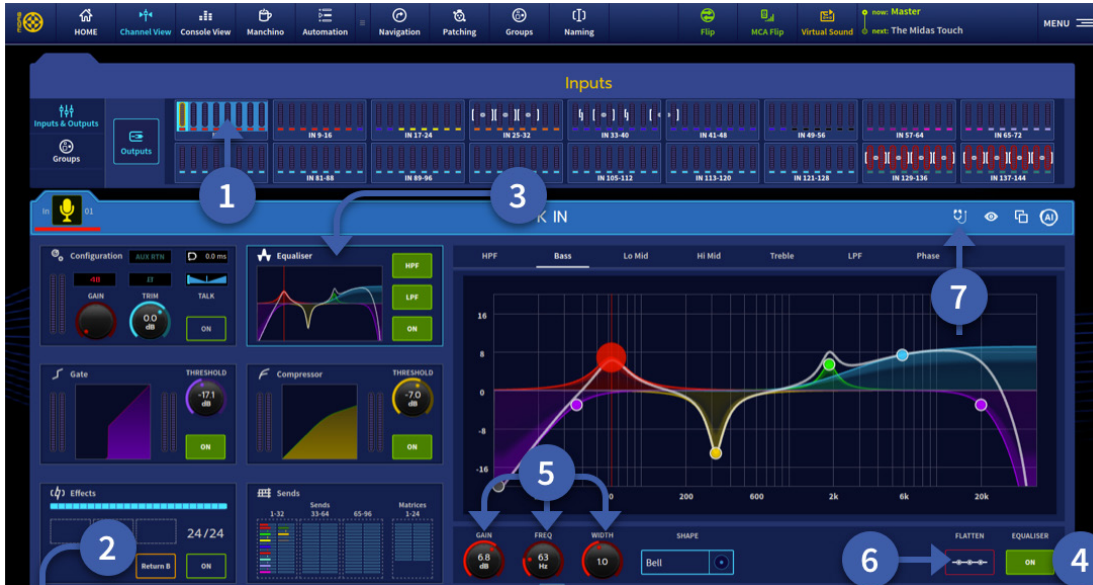 HOME
Channel View
Console View
Manchino
Automation
Navigation
Patching
Groups
Naming
Flip
MCA Flip
Virtual Sound
now: Master
next: The Midas Touch
MENU
Inputs
Inputs & Outputs
Groups
Outputs
IN 9-16
IN 17-24
IN 25-32
IN 33-40
IN 41-48
IN 49-56
IN 57-64
IN 65-72
IN 81-88
IN 89-96
IN 105-112
IN 113-120
IN 121-128
IN 129-136
IN 137-144
1
3
In
01
K IN
AI
7
Configuration
AUX RTN
0.0 ms
GAIN
TRIM
TALK
0.0 dB
ON
Equaliser
HPF
LPF
ON
Gate
THRESHOLD
-17.1 dB
ON
Compressor
THRESHOLD
-7.0 dB
ON
Effects
24/24
Return B
ON
2
Sends
Sends
Matrices
1-32
33-64
65-96
1-24
HPF
Bass
Lo Mid
Hi Mid
Treble
LPF
Phase
16
8
0
-8
-16
200
600
2k
6k
20k
5
GAIN
FREQ
WIDTH
SHAPE
6.8 dB
63 Hz
1.0
Bell
6
FLATTEN
EQUALISER
ON
4